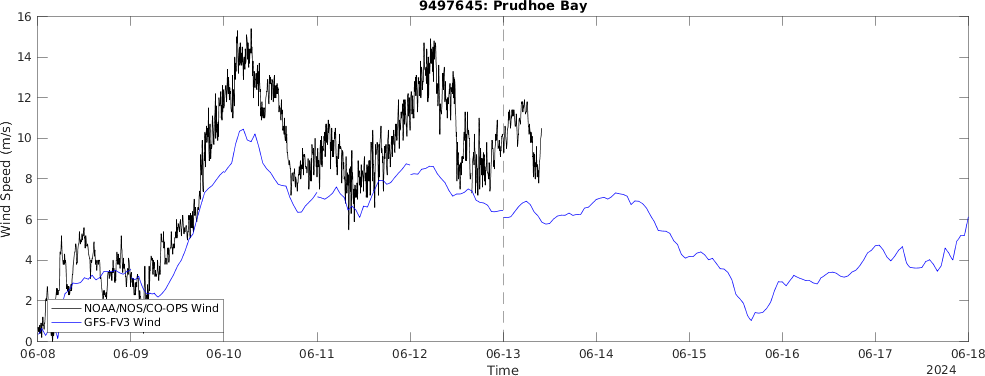 9497645: Prudhoe Bay
Wind Speed (m/s)
16
14
12
10
8
6
4
2
0
NOAA/NOS/CO-OPS Wind
GFS-FV3 Wind
06-08 06-09 06-10 06-11 06-12 06-13 06-14 06-15 06-16 06-17 06-18
Time
2024